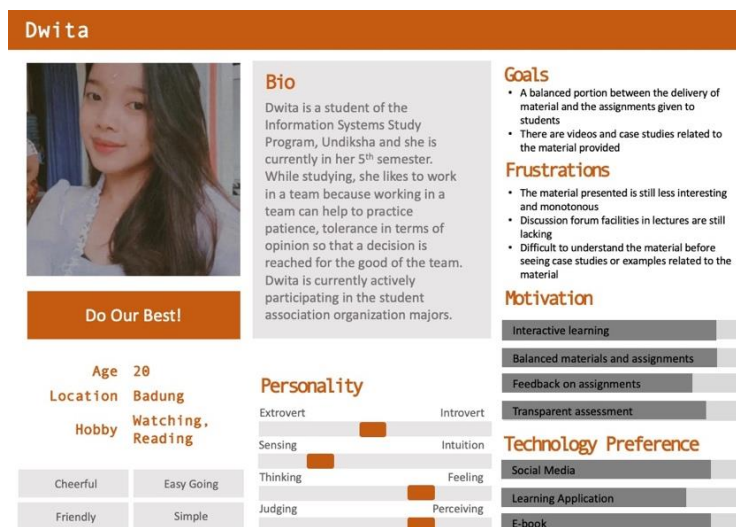 Dwita
Do Our Best!
Age 20
Location Badung
Hobby Watching,
Reading
Cheerful Easy Going
Friendly Simple
Bio
Dwita is a student of the
Information Systems Study
Program, Undiksha and she is
currently in her 5th semester.
While studying, she likes to work
in a team because working in a
team can help to practice
patience, tolerance in terms of
opinion so that a decision is
reached for the good of the team.
Dwita is currently actively
participating in the student
association organization majors.
Personality
Extrovert Introvert
Sensing Intuition
Thinking Feeling
Judging Perceiving
Goals
• A balanced portion between the delivery of
material and the assignments given to
students
• There are videos and case studies related to
the material provided
Frustrations
• The material presented is still less interesting
and monotonous
• Discussion forum facilities in lectures are still
lacking
• Difficult to understand the material before
seeing case studies or examples related to the
material
Motivation
Interactive learning
Balanced materials and assignments
Feedback on assignments
Transparent assessment
Technology Preference
Social Media
Learning Application
E-book